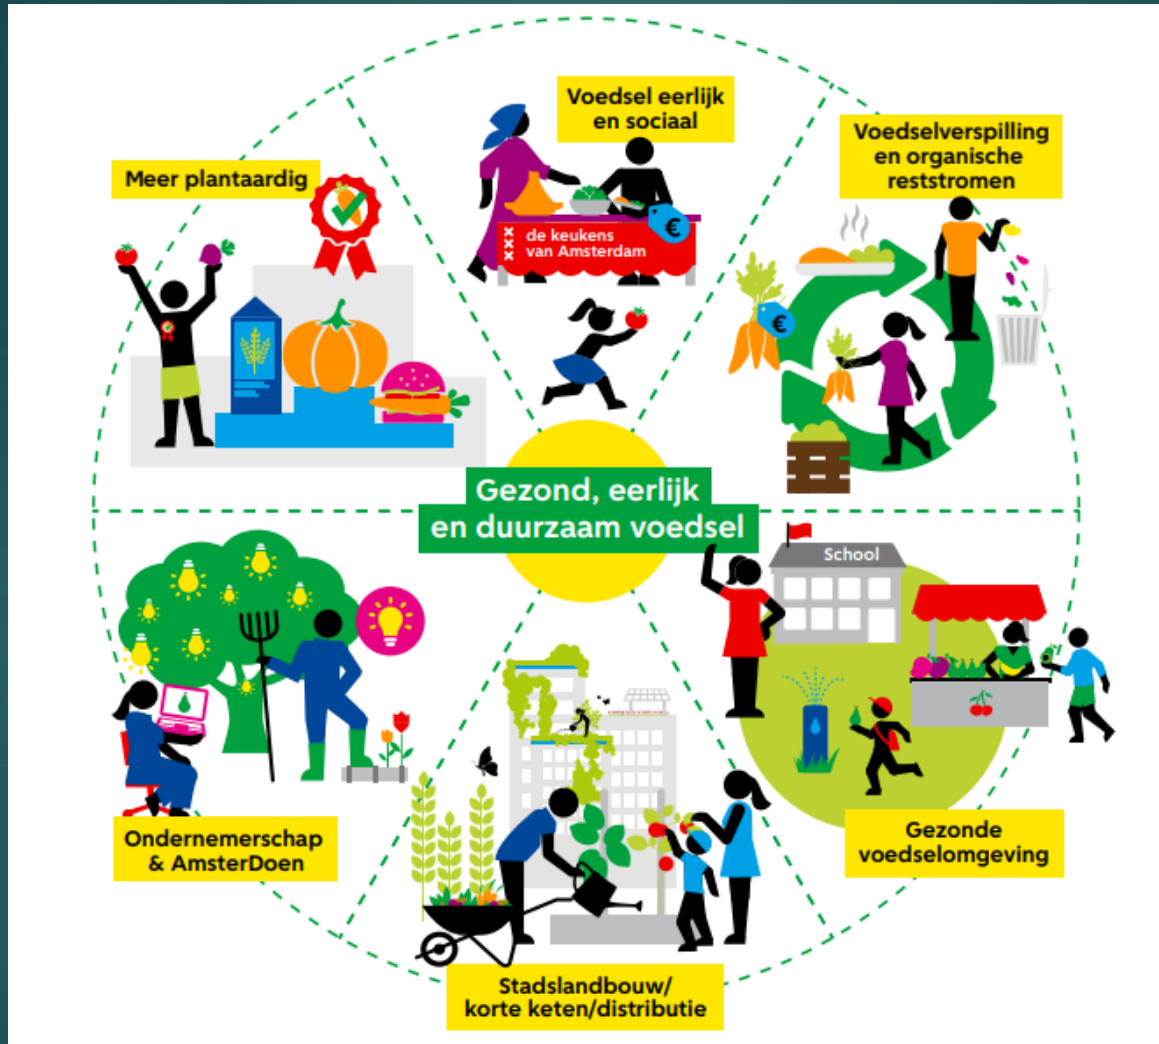 Voedsel eerlijk
en sociaal
Voedselverspilling
en organische
reststromen
Meer plantaardig
€
de keukens
van Amsterdam
€
Gezond, eerlijk
en duurzaam voedsel
School
Ondernemerschap
& AmsterDoen
Gezonde
voedselomgeving
Stadslandbouw/
korte keten/distributie